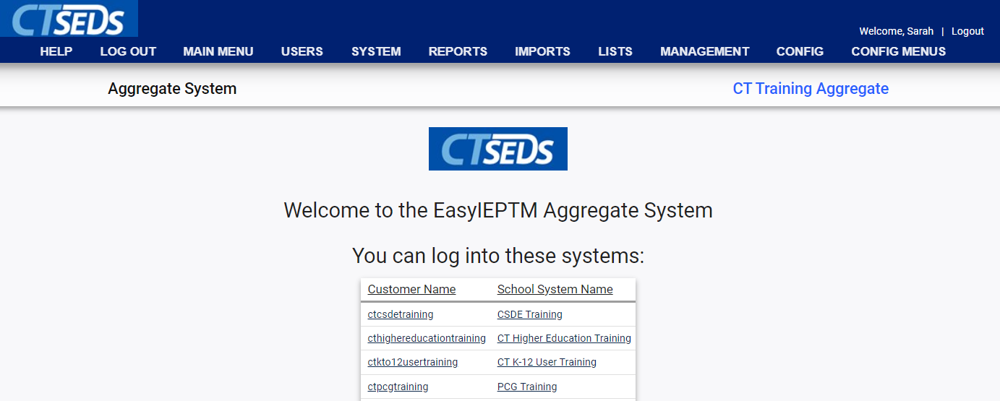 CTSEDS
Welcome, Sarah | Logout
HELP LOG OUT MAIN MENU USERS SYSTEM REPORTS IMPORTS LISTS MANAGEMENT CONFIG CONFIG MENUS
Aggregate System CT Training Aggregate
CTSEDS
Welcome to the EasyIEPTM Aggregate System
You can log into these systems:
Customer Name School System Name
ctcsdetraining CSDE Training
cthighereducationtraining CT Higher Education Training
ctkto12usertraining CT K-12 User Training
ctpcgtraining PCG Training